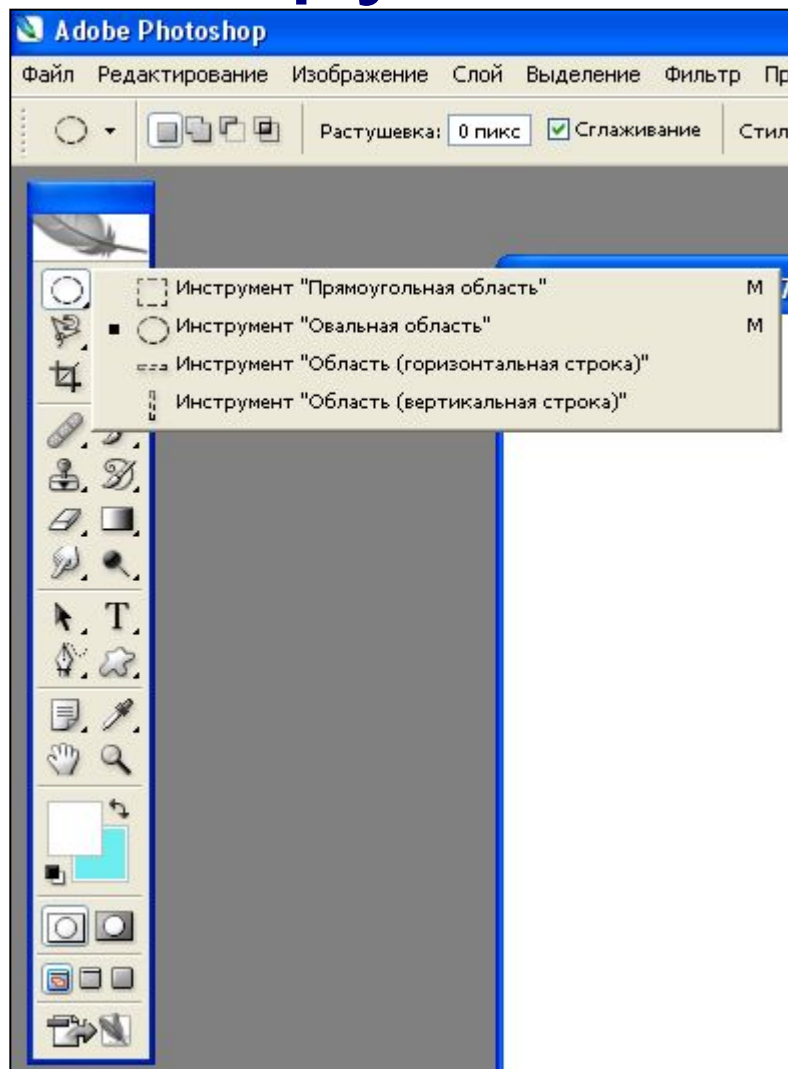 Adobe Photoshop
Файл Редактирование Изображение Слой Выделение Фильтр
Растушевка: 0 пикс Сглаживание
Инструмент "Прямоугольная область" M
Инструмент "Овальная область" M
Инструмент "Область (горизонтальная строка)"
Инструмент "Область (вертикальная строка)"
T